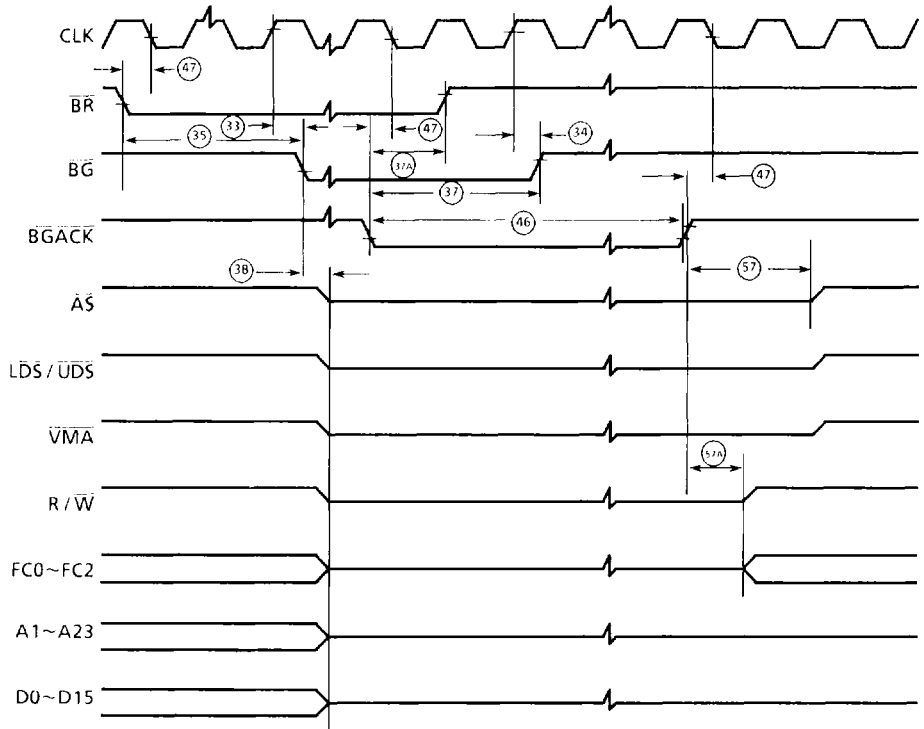 CLK
47
BR
35
33
47
34
BG
37A
37
47
46
BGACK
38
57
AS
LDS / UDS
VMA
57A
R / W
FC0~FC2
A1~A23
D0~D15